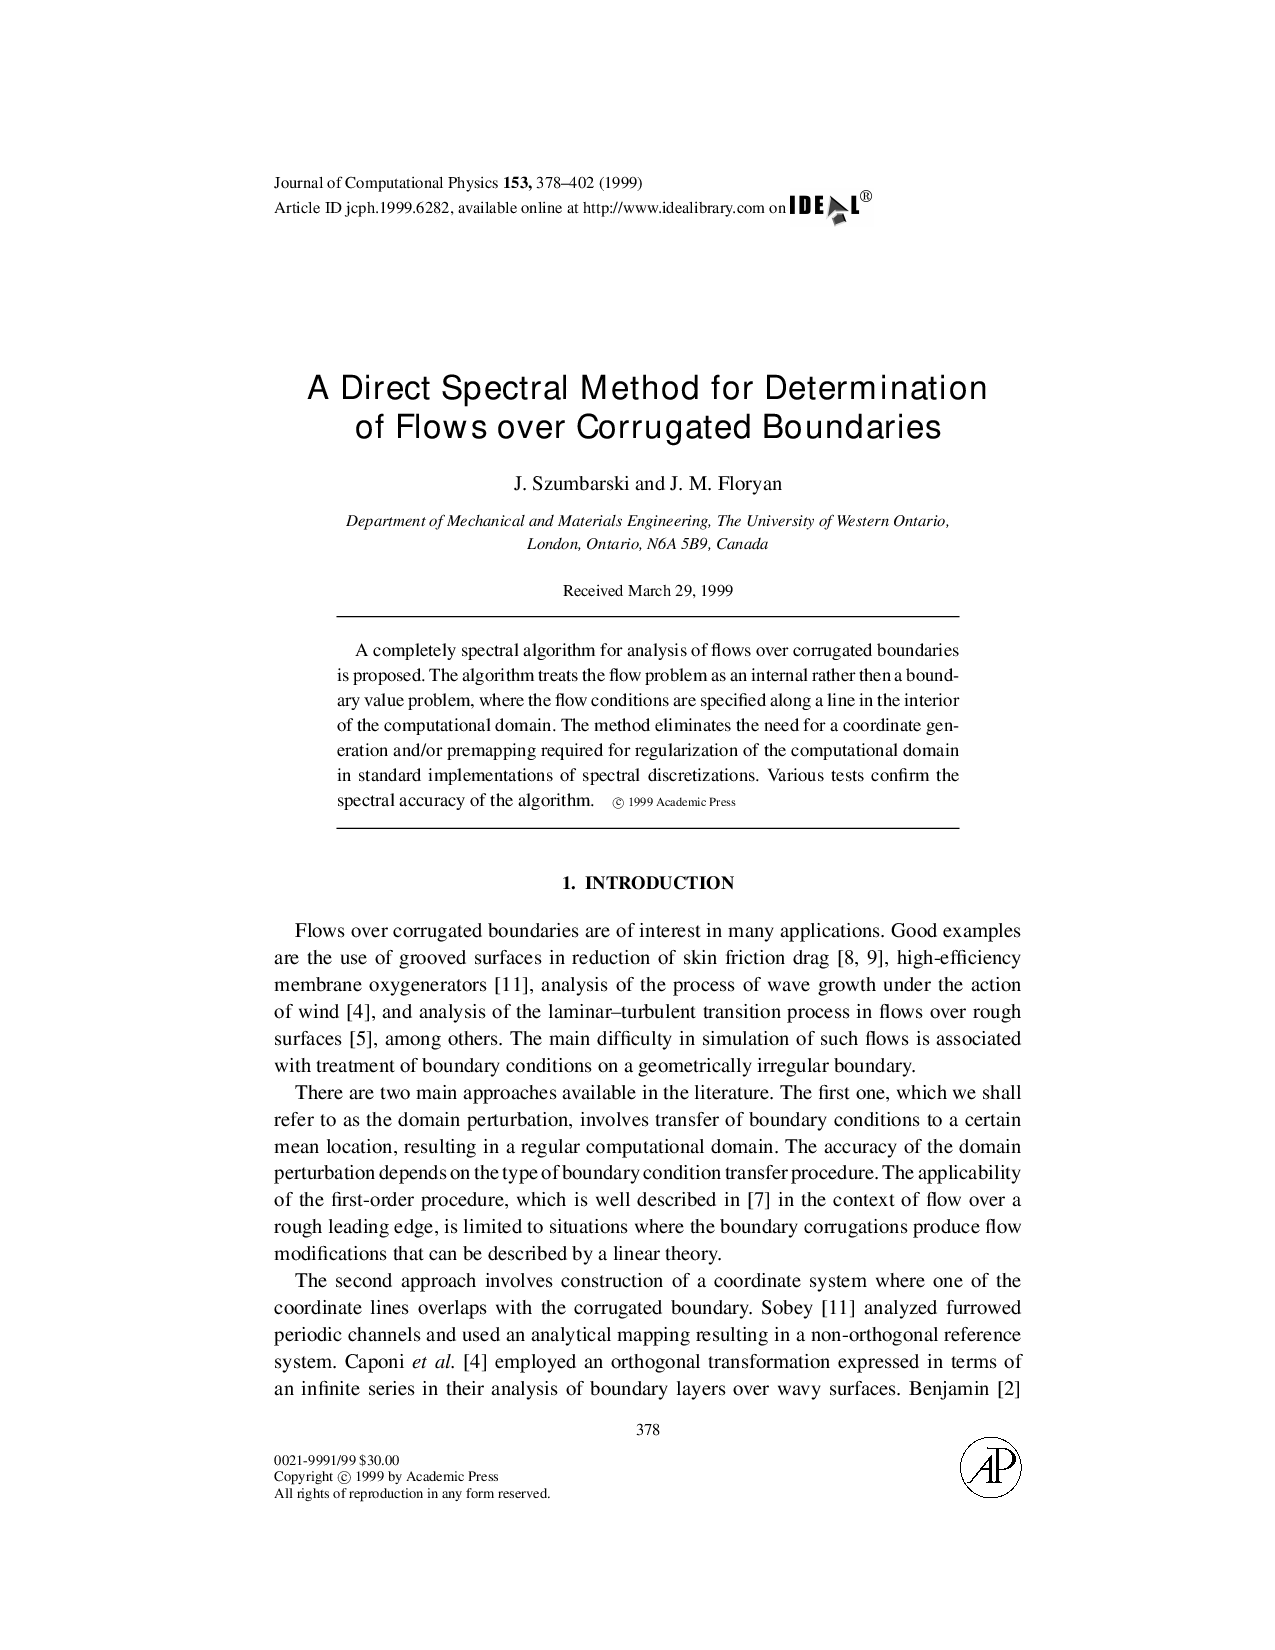 Journal of Computational Physics 153, 378–402 (1999)
Article ID jcph.1999.6282, available online at http://www.idealibrary.com on IDEAL®
A Direct Spectral Method for Determination
of Flows over Corrugated Boundaries
J. Szumbarski and J. M. Floryan
Department of Mechanical and Materials Engineering, The University of Western Ontario,
London, Ontario, N6A 5B9, Canada
Received March 29, 1999
A completely spectral algorithm for analysis of flows over corrugated boundaries
is proposed. The algorithm treats the flow problem as an internal rather then a bound-
ary value problem, where the flow conditions are specified along a line in the interior
of the computational domain. The method eliminates the need for a coordinate gen-
eration and/or premapping required for regularization of the computational domain
in standard implementations of spectral discretizations. Various tests confirm the
spectral accuracy of the algorithm. © 1999 Academic Press
1. INTRODUCTION
Flows over corrugated boundaries are of interest in many applications. Good examples
are the use of grooved surfaces in reduction of skin friction drag [8, 9], high-efficiency
membrane oxygenerators [11], analysis of the process of wave growth under the action
of wind [4], and analysis of the laminar–turbulent transition process in flows over rough
surfaces [5], among others. The main difficulty in simulation of such flows is associated
with treatment of boundary conditions on a geometrically irregular boundary.
There are two main approaches available in the literature. The first one, which we shall
refer to as the domain perturbation, involves transfer of boundary conditions to a certain
mean location, resulting in a regular computational domain. The accuracy of the domain
perturbation depends on the type of boundary condition transfer procedure. The applicability
of the first-order procedure, which is well described in [7] in the context of flow over a
rough leading edge, is limited to situations where the boundary corrugations produce flow
modifications that can be described by a linear theory.
The second approach involves construction of a coordinate system where one of the
coordinate lines overlaps with the corrugated boundary. Sobey [11] analyzed furrowed
periodic channels and used an analytical mapping resulting in a non-orthogonal reference
system. Caponi et al. [4] employed an orthogonal transformation expressed in terms of
an infinite series in their analysis of boundary layers over wavy surfaces. Benjamin [2]
378
0021-9991/99 $30.00
Copyright © 1999 by Academic Press
All rights of reproduction in any form reserved.
AP